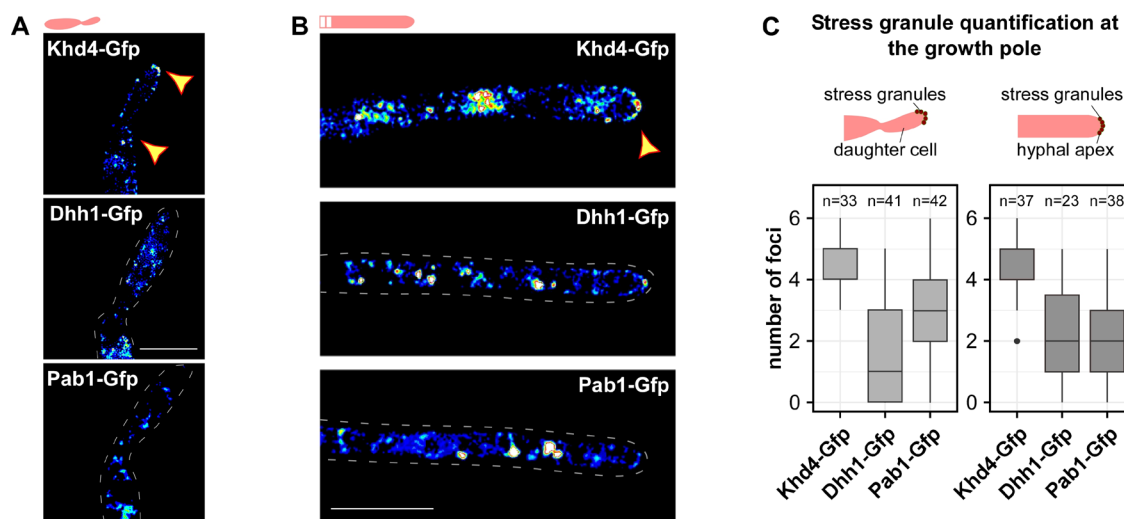 A
Khd4-Gfp
Dhh1-Gfp
Pab1-Gfp
B
Khd4-Gfp
Dhh1-Gfp
Pab1-Gfp
C
Stress granule quantification at
the growth pole
stress granules
daughter cell
stress granules
hyphal apex
number of foci
6
4
2
0
n=33 n=41 n=42
Khd4-Gfp
Dhh1-Gfp
Pab1-Gfp
6
4
2
0
n=37 n=23 n=38
Khd4-Gfp
Dhh1-Gfp
Pab1-Gfp